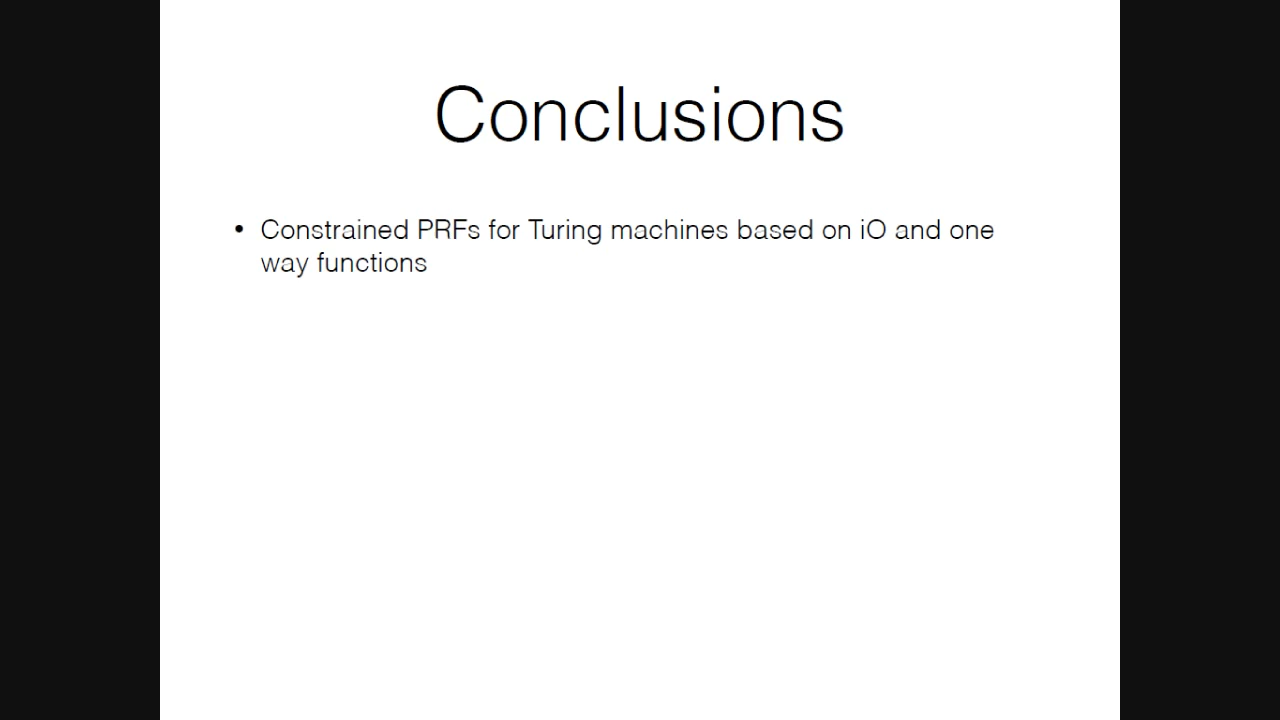 Conclusions
• Constrained PRFs for Turing machines based on iO and one
way functions